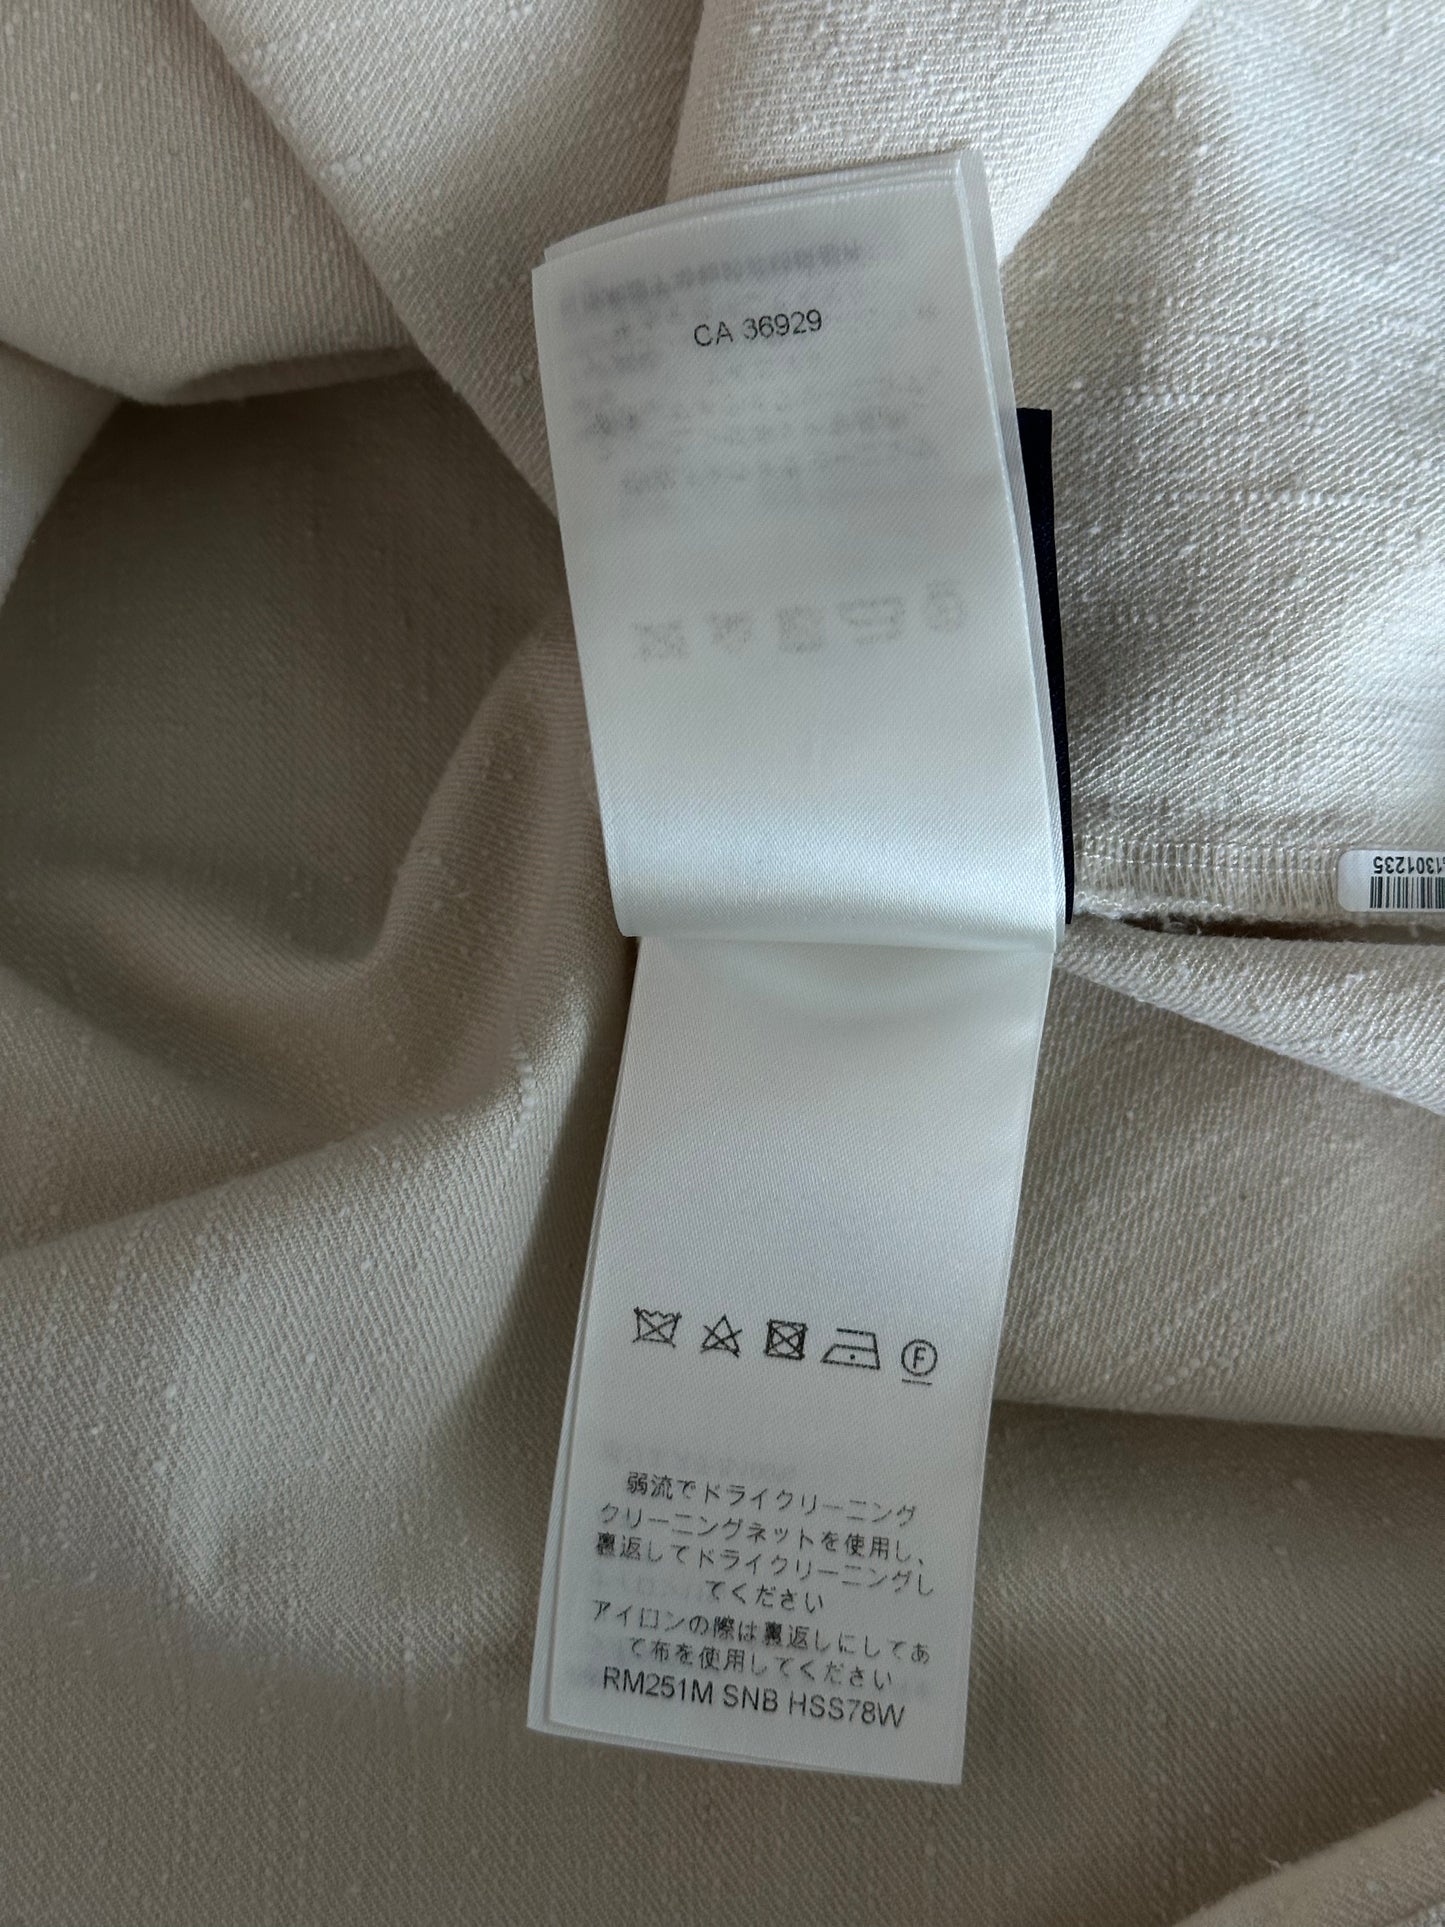 CA 36929
1301235
F
弱流でドライクリーニング
クリーニングネットを使用し、
裏返してドライクリーニングし
てください
アイロンの際は裏返しにしてあ
て布を使用してください
RM251M SNB HSS78W